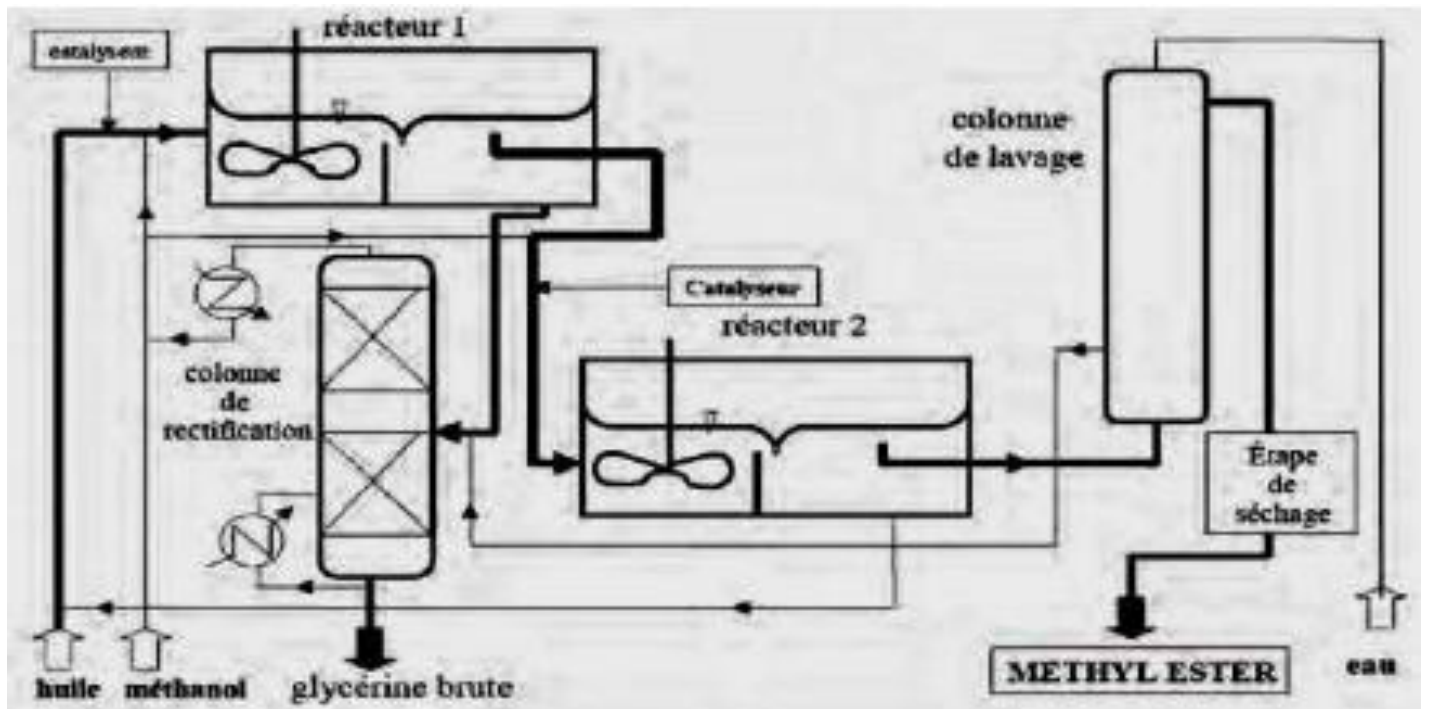 réacteur 1
catalyseur
colonne
de lavage
Catalyseur
réacteur 2
colonne
de
rectification
Étape
de
séchage
huile
méthanol
glycérine brute
METHYL ESTER
eau